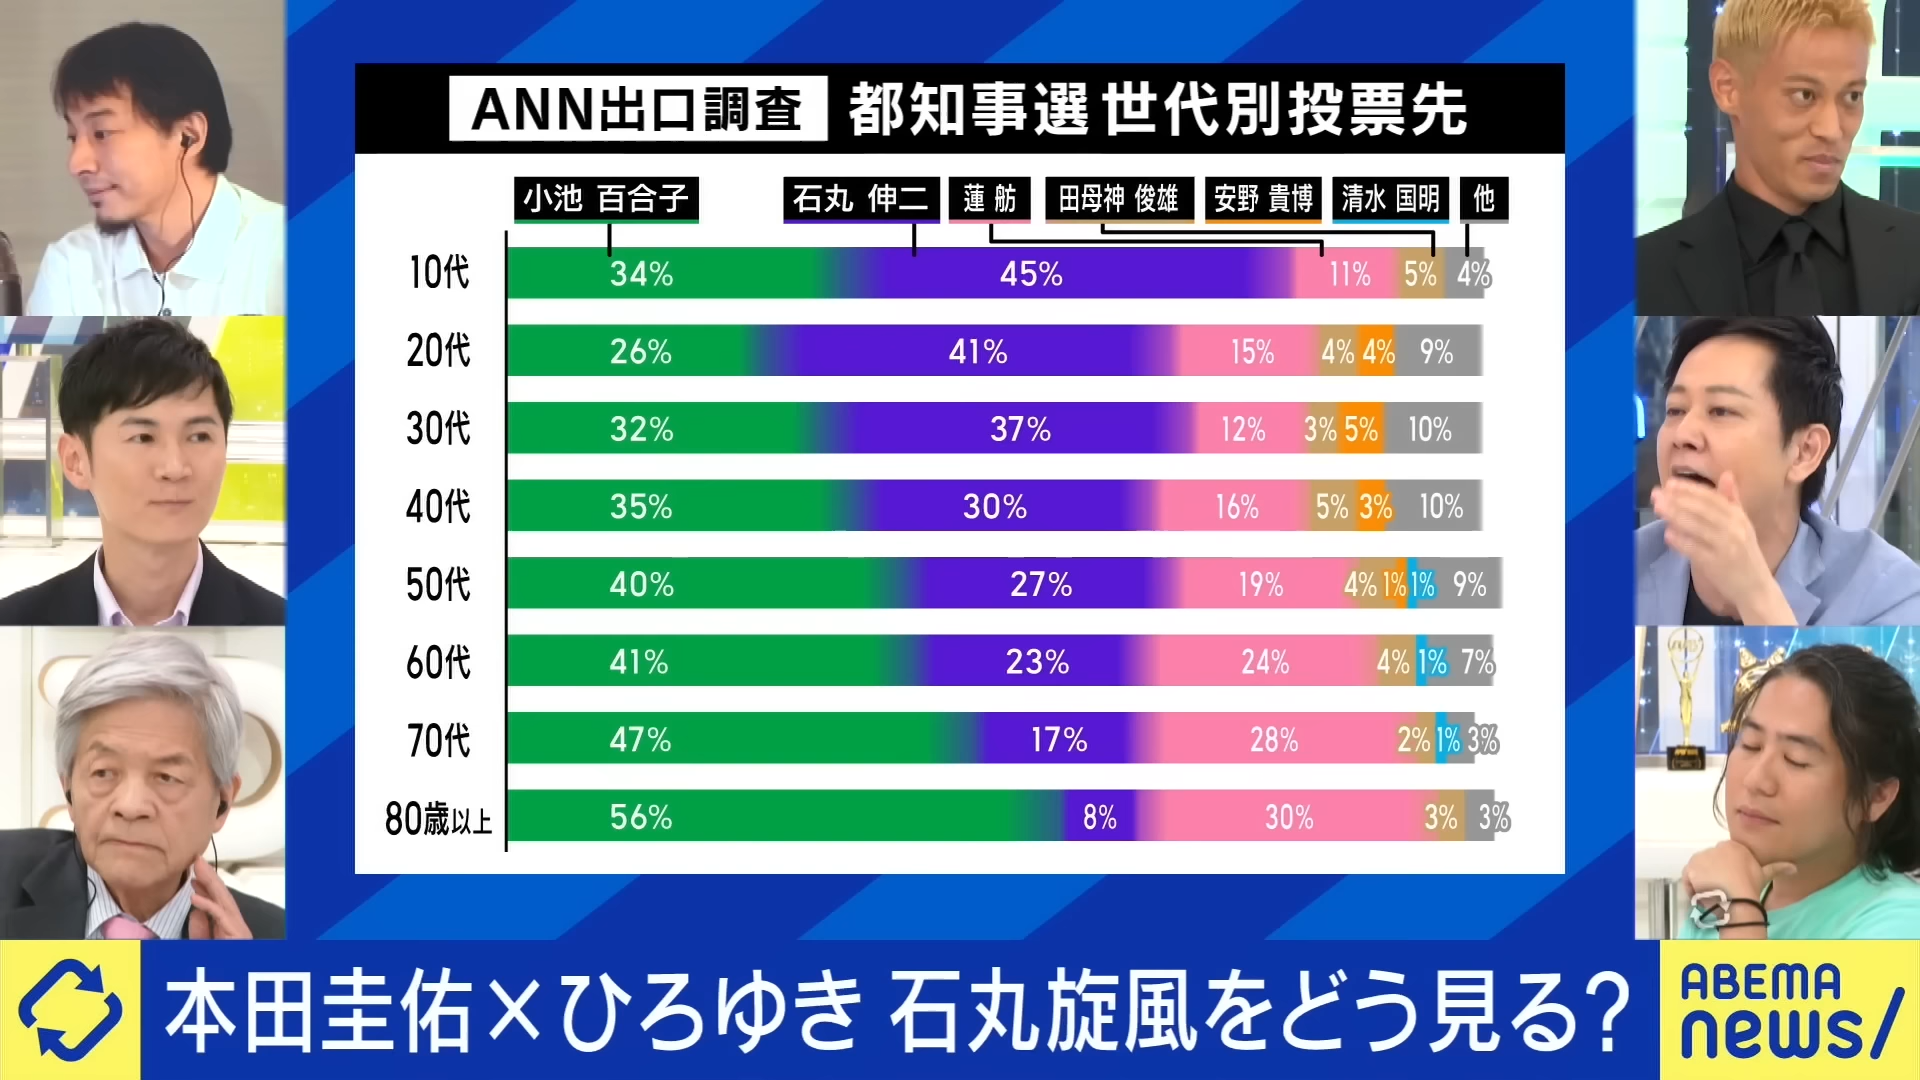 ANN出口調査 都知事選 世代別投票先
小池 百合子 石丸 伸二 蓮 舫 田母神 俊雄 安野 貴博 清水 国明 他
10代 34% 45% 11% 5% 4%
20代 26% 41% 15% 4% 4% 9%
30代 32% 37% 12% 3% 5% 10%
40代 35% 30% 16% 5% 3% 10%
50代 40% 27% 19% 4% 1% 1% 9%
60代 41% 23% 24% 4% 1% 7%
70代 47% 17% 28% 2% 1% 3%
80歳以上 56% 8% 30% 3% 3%
本田圭佑×ひろゆき 石丸旋風をどう見る?
ABEMA
news/